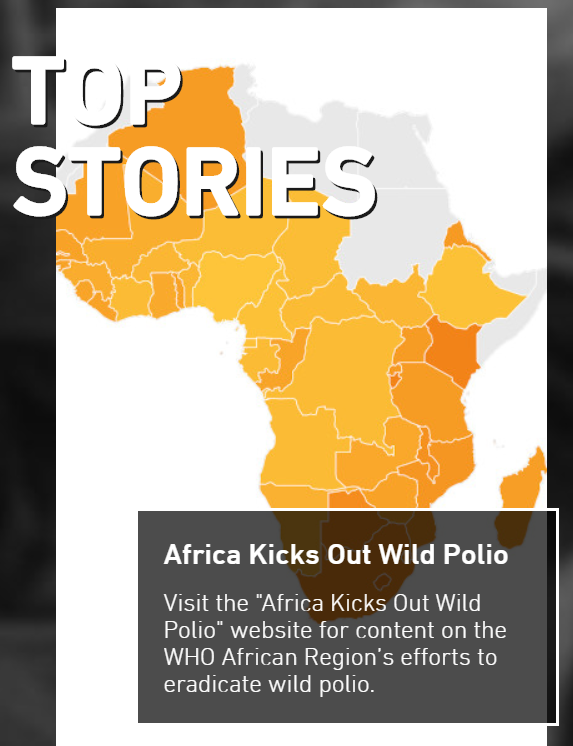 TOP
STORIES
Africa Kicks Out Wild Polio
Visit the "Africa Kicks Out Wild
Polio" website for content on the
WHO African Region's efforts to
eradicate wild polio.